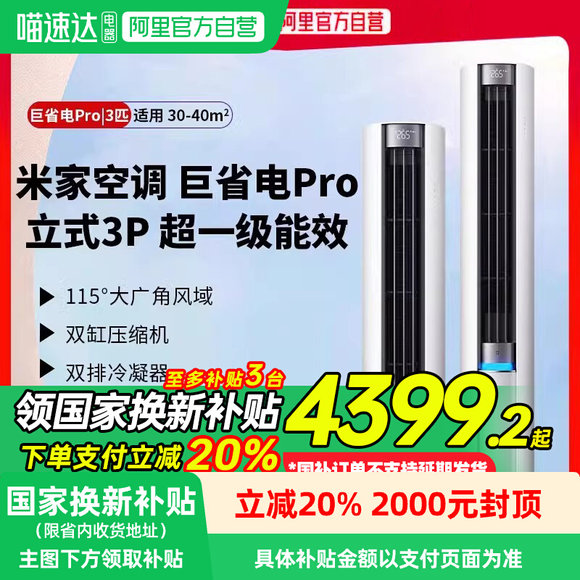 喵速达电器 阿里官方自营
阿里官方自营
巨省电Pro|3匹 适用 30-40m²
米家空调 巨省电Pro
立式3P 超一级能效
115°大广角风域
双缸压缩机
双排冷凝器
至多补贴3台
领国家换新补贴
下单支付立减20%
4399.2起
*国补订单不支持延期发货
国家换新补贴
(限省内收货地址)
主图下方领取补贴
立减20% 2000元封顶
具体补贴金额以支付页面为准